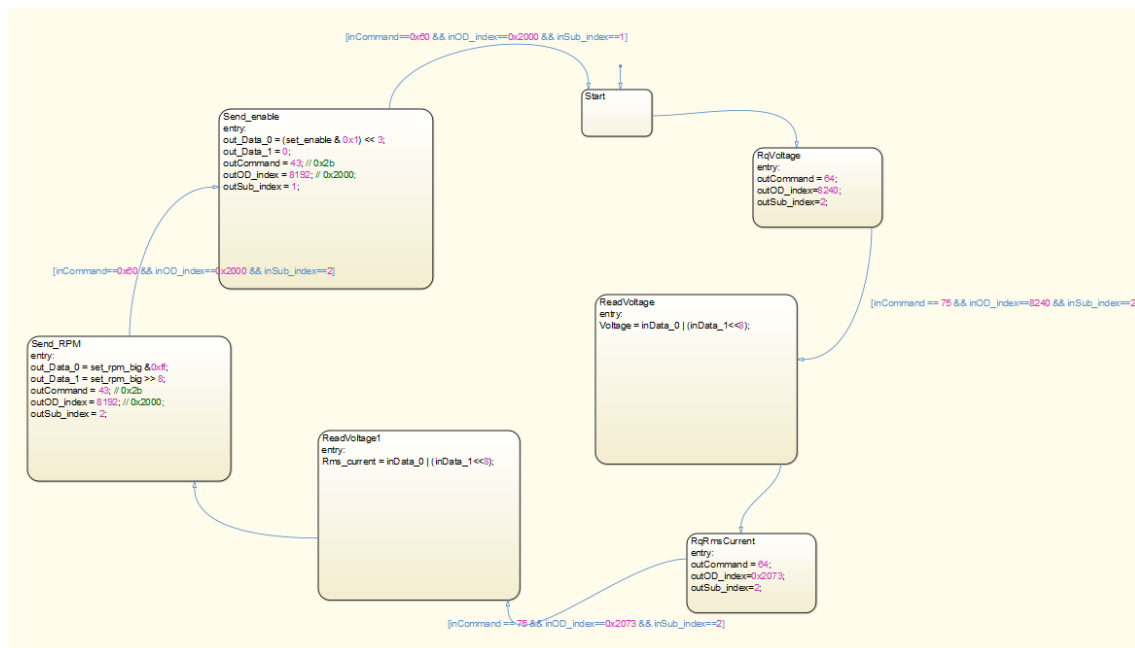 [inCommand==0x60 && inOD_index==0x2000 && inSub_index==1]
Start
Send_enable
entry:
out_Data_0 = (set_enable & 0x1) << 3;
out_Data_1 = 0;
outCommand = 43; // 0x2b
outOD_index = 8192; // 0x2000;
outSub_index = 1;
RqVoltage
entry:
outCommand = 64;
outOD_index=8240;
outSub_index=2;
[inCommand==0x60 && inOD_index==0x2000 && inSub_index==2]
[inCommand == 75 && inOD_index==8240 && inSub_index==2
ReadVoltage
entry:
Voltage = inData_0 | (inData_1<<8);
Send_RPM
entry:
out_Data_0 = set_rpm_big &0xff;
out_Data_1 = set_rpm_big >> 8;
outCommand = 43; // 0x2b
outOD_index = 8192; // 0x2000;
outSub_index = 2;
ReadVoltage1
entry:
Rms_current = inData_0 | (inData_1<<8);
RqRmsCurrent
entry:
outCommand = 64;
outOD_index=0x2073;
outSub_index=2;
[inCommand == 75 && inOD_index==0x2073 && inSub_index==2]